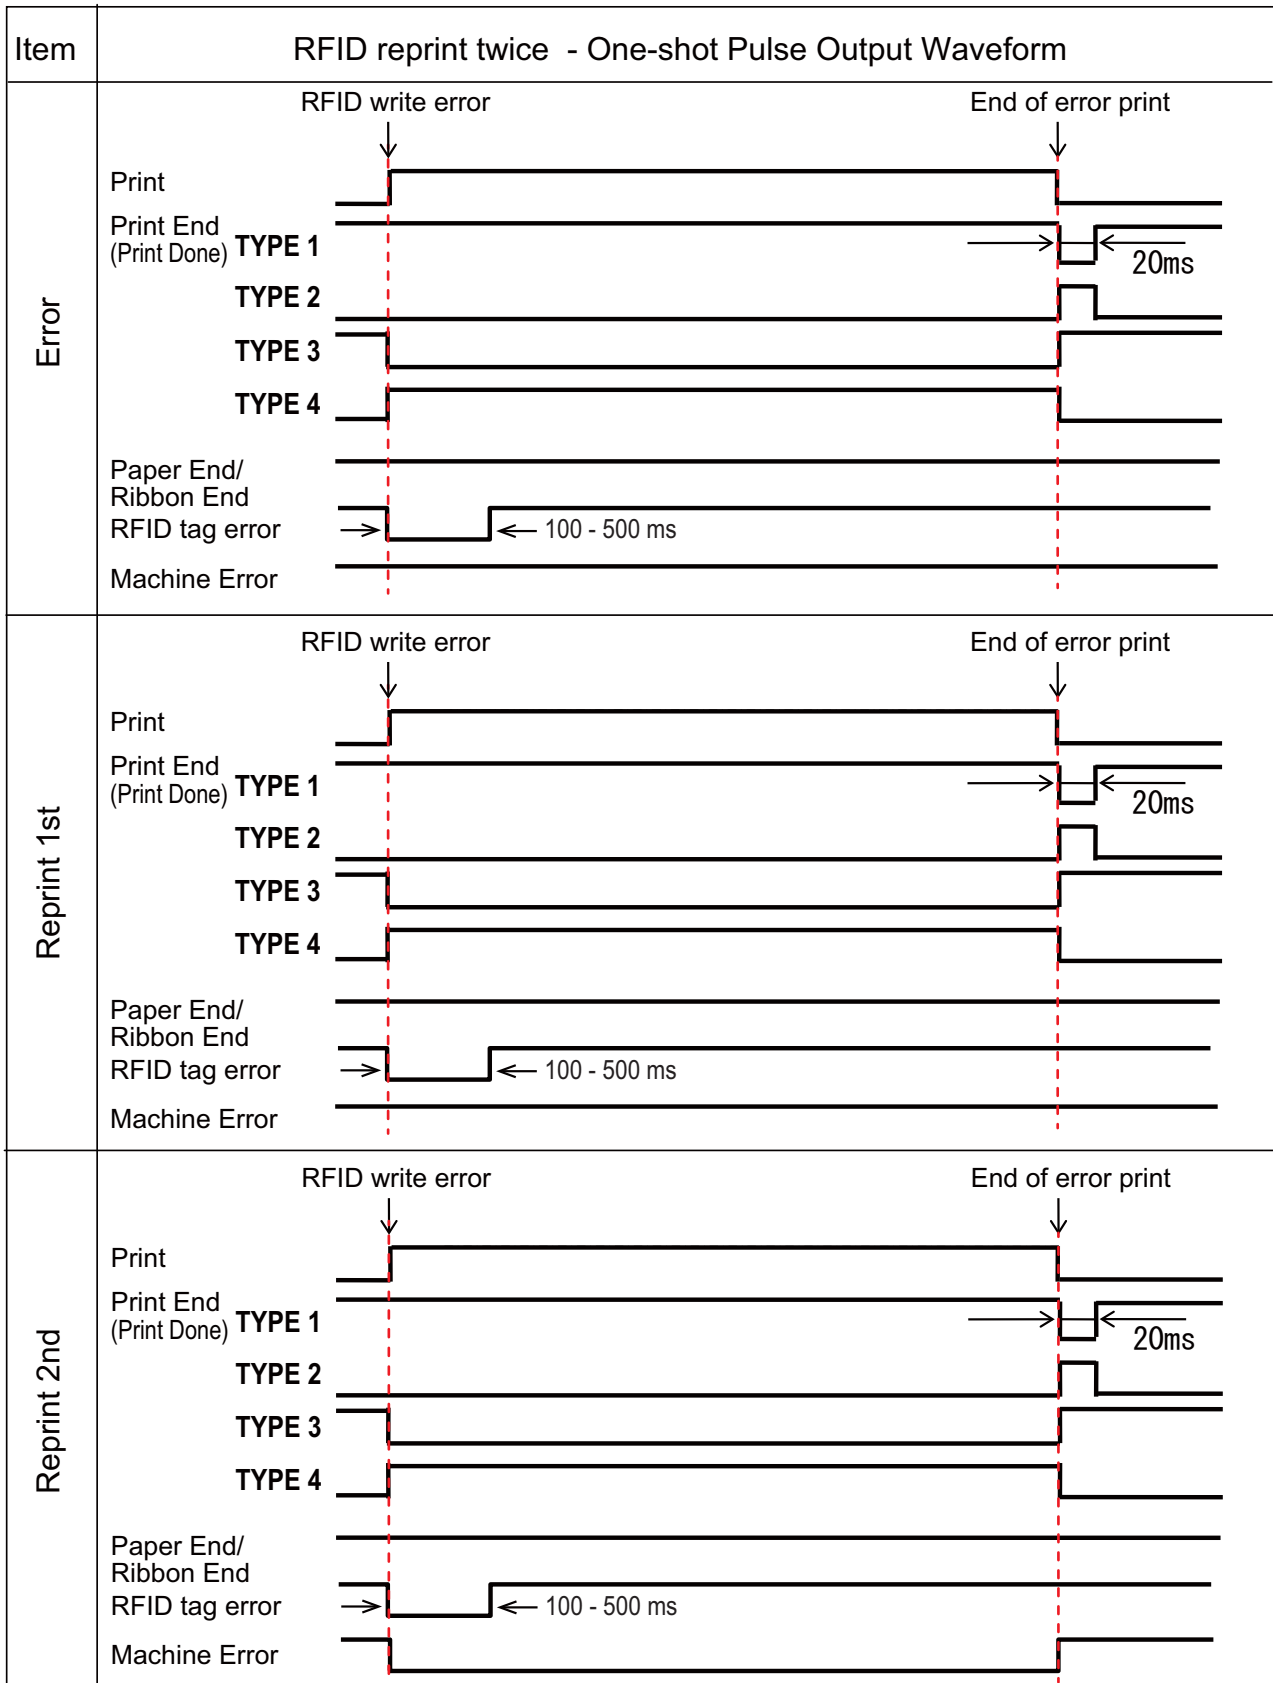 Item
RFID reprint twice - One-shot Pulse Output Waveform
Error
RFID write error
End of error print
Print
Print End
(Print Done) TYPE 1
20ms
TYPE 2
TYPE 3
TYPE 4
Paper End/
Ribbon End
RFID tag error
100 - 500 ms
Machine Error
Reprint 1st
RFID write error
End of error print
Print
Print End
(Print Done) TYPE 1
20ms
TYPE 2
TYPE 3
TYPE 4
Paper End/
Ribbon End
RFID tag error
100 - 500 ms
Machine Error
Reprint 2nd
RFID write error
End of error print
Print
Print End
(Print Done) TYPE 1
20ms
TYPE 2
TYPE 3
TYPE 4
Paper End/
Ribbon End
RFID tag error
100 - 500 ms
Machine Error